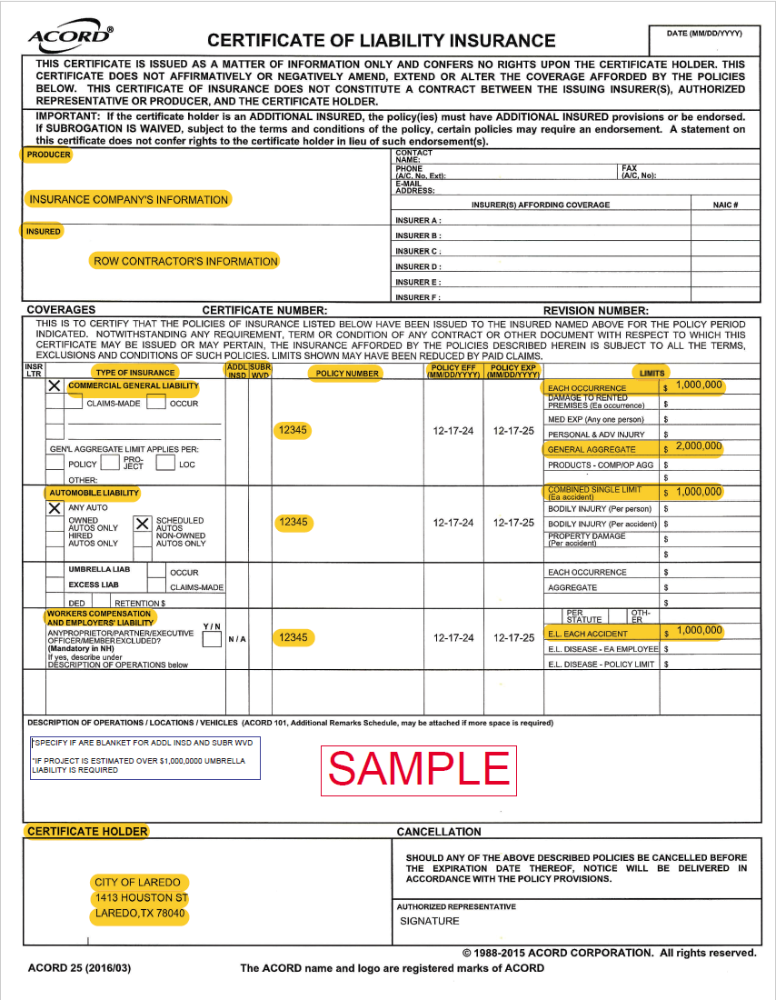 ACORD®
CERTIFICATE OF LIABILITY INSURANCE
DATE (MM/DD/YYYY)
THIS CERTIFICATE IS ISSUED AS A MATTER OF INFORMATION ONLY AND CONFERS NO RIGHTS UPON THE CERTIFICATE HOLDER. THIS
CERTIFICATE DOES NOT AFFIRMATIVELY OR NEGATIVELY AMEND, EXTEND OR ALTER THE COVERAGE AFFORDED BY THE POLICIES
BELOW. THIS CERTIFICATE OF INSURANCE DOES NOT CONSTITUTE A CONTRACT BETWEEN THE ISSUING INSURER(S), AUTHORIZED
REPRESENTATIVE OR PRODUCER, AND THE CERTIFICATE HOLDER.
IMPORTANT: If the certificate holder is an ADDITIONAL INSURED, the policy(ies) must have ADDITIONAL INSURED provisions or be endorsed.
If SUBROGATION IS WAIVED, subject to the terms and conditions of the policy, certain policies may require an endorsement. A statement on
this certificate does not confer rights to the certificate holder in lieu of such endorsement(s).
PRODUCER
INSURANCE COMPANY'S INFORMATION
CONTACT
NAME:
PHONE
(A/C, No, Ext):
FAX
(A/C, No):
E-MAIL
ADDRESS:
INSURER(S) AFFORDING COVERAGE NAIC #
INSURER A :
INSURED
ROW CONTRACTOR'S INFORMATION
INSURER B :
INSURER C :
INSURER D :
INSURER E :
INSURER F :
COVERAGES CERTIFICATE NUMBER: REVISION NUMBER:
THIS IS TO CERTIFY THAT THE POLICIES OF INSURANCE LISTED BELOW HAVE BEEN ISSUED TO THE INSURED NAMED ABOVE FOR THE POLICY PERIOD
INDICATED. NOTWITHSTANDING ANY REQUIREMENT, TERM OR CONDITION OF ANY CONTRACT OR OTHER DOCUMENT WITH RESPECT TO WHICH THIS
CERTIFICATE MAY BE ISSUED OR MAY PERTAIN, THE INSURANCE AFFORDED BY THE POLICIES DESCRIBED HEREIN IS SUBJECT TO ALL THE TERMS,
EXCLUSIONS AND CONDITIONS OF SUCH POLICIES. LIMITS SHOWN MAY HAVE BEEN REDUCED BY PAID CLAIMS.
INSR
LTR
TYPE OF INSURANCE
ADDL SUBR
INSD WVD
POLICY NUMBER
POLICY EFF
(MM/DD/YYYY)
POLICY EXP
(MM/DD/YYYY)
LIMITS
X COMMERCIAL GENERAL LIABILITY
CLAIMS-MADE OCCUR
GEN'L AGGREGATE LIMIT APPLIES PER:
POLICY PRO-
JECT LOC
OTHER:
12345
12-17-24
12-17-25
EACH OCCURRENCE $ 1,000,000
DAMAGE TO RENTED
PREMISES (Ea occurrence) $
MED EXP (Any one person) $
PERSONAL & ADV INJURY $
GENERAL AGGREGATE $ 2,000,000
PRODUCTS - COMP/OP AGG $
$
AUTOMOBILE LIABILITY
X ANY AUTO
OWNED
AUTOS ONLY
X SCHEDULED
AUTOS
HIRED
AUTOS ONLY
NON-OWNED
AUTOS ONLY
12345
12-17-24
12-17-25
COMBINED SINGLE LIMIT
(Ea accident) $ 1,000,000
BODILY INJURY (Per person) $
BODILY INJURY (Per accident) $
PROPERTY DAMAGE
(Per accident) $
$
UMBRELLA LIAB OCCUR
EXCESS LIAB CLAIMS-MADE
DED RETENTION $
EACH OCCURRENCE $
AGGREGATE $
$
WORKERS COMPENSATION
AND EMPLOYERS' LIABILITY
Y / N
ANYPROPRIETOR/PARTNER/EXECUTIVE
OFFICER/MEMBEREXCLUDED?
(Mandatory in NH)
If yes, describe under
DESCRIPTION OF OPERATIONS below
N / A
12345
12-17-24
12-17-25
PER
STATUTE
OTH-
ER
E.L. EACH ACCIDENT $ 1,000,000
E.L. DISEASE - EA EMPLOYEE $
E.L. DISEASE - POLICY LIMIT $
DESCRIPTION OF OPERATIONS / LOCATIONS / VEHICLES (ACORD 101, Additional Remarks Schedule, may be attached if more space is required)
*SPECIFY IF ARE BLANKET FOR ADDL INSD AND SUBR WVD
*IF PROJECT IS ESTIMATED OVER $1,000,0000 UMBRELLA
LIABILITY IS REQUIRED
SAMPLE
CERTIFICATE HOLDER
CITY OF LAREDO
1413 HOUSTON ST
LAREDO,TX 78040
CANCELLATION
SHOULD ANY OF THE ABOVE DESCRIBED POLICIES BE CANCELLED BEFORE
THE EXPIRATION DATE THEREOF, NOTICE WILL BE DELIVERED IN
ACCORDANCE WITH THE POLICY PROVISIONS.
AUTHORIZED REPRESENTATIVE
SIGNATURE
© 1988-2015 ACORD CORPORATION. All rights reserved.
ACORD 25 (2016/03) The ACORD name and logo are registered marks of ACORD